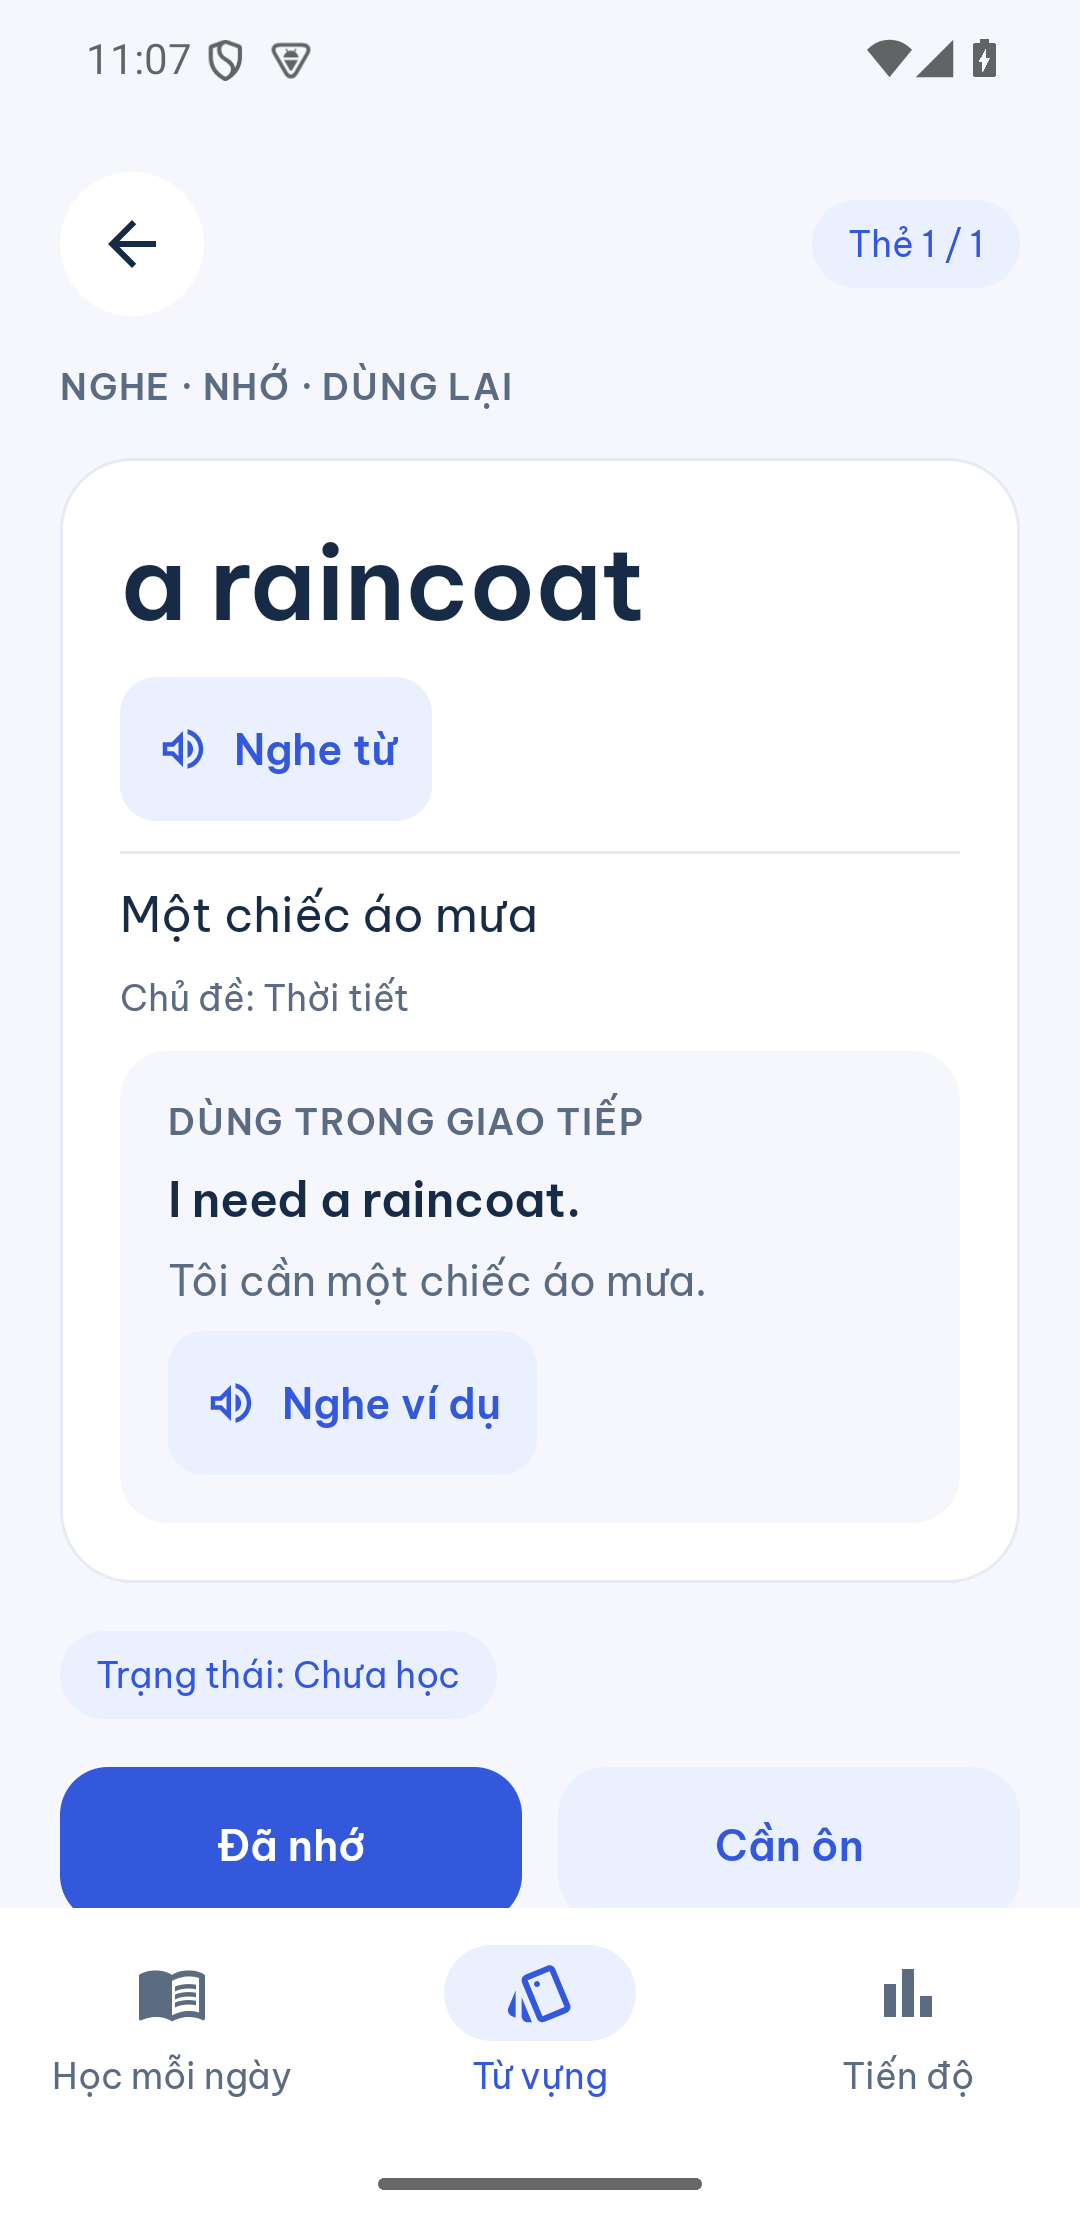 11:07
Thẻ 1 / 1
NGHE · NHỚ · DÙNG LẠI
a raincoat
Nghe từ
Một chiếc áo mưa
Chủ đề: Thời tiết
DÙNG TRONG GIAO TIẾP
I need a raincoat.
Tôi cần một chiếc áo mưa.
Nghe ví dụ
Trạng thái: Chưa học
Đã nhớ
Cần ôn
Học mỗi ngày
Từ vựng
Tiến độ